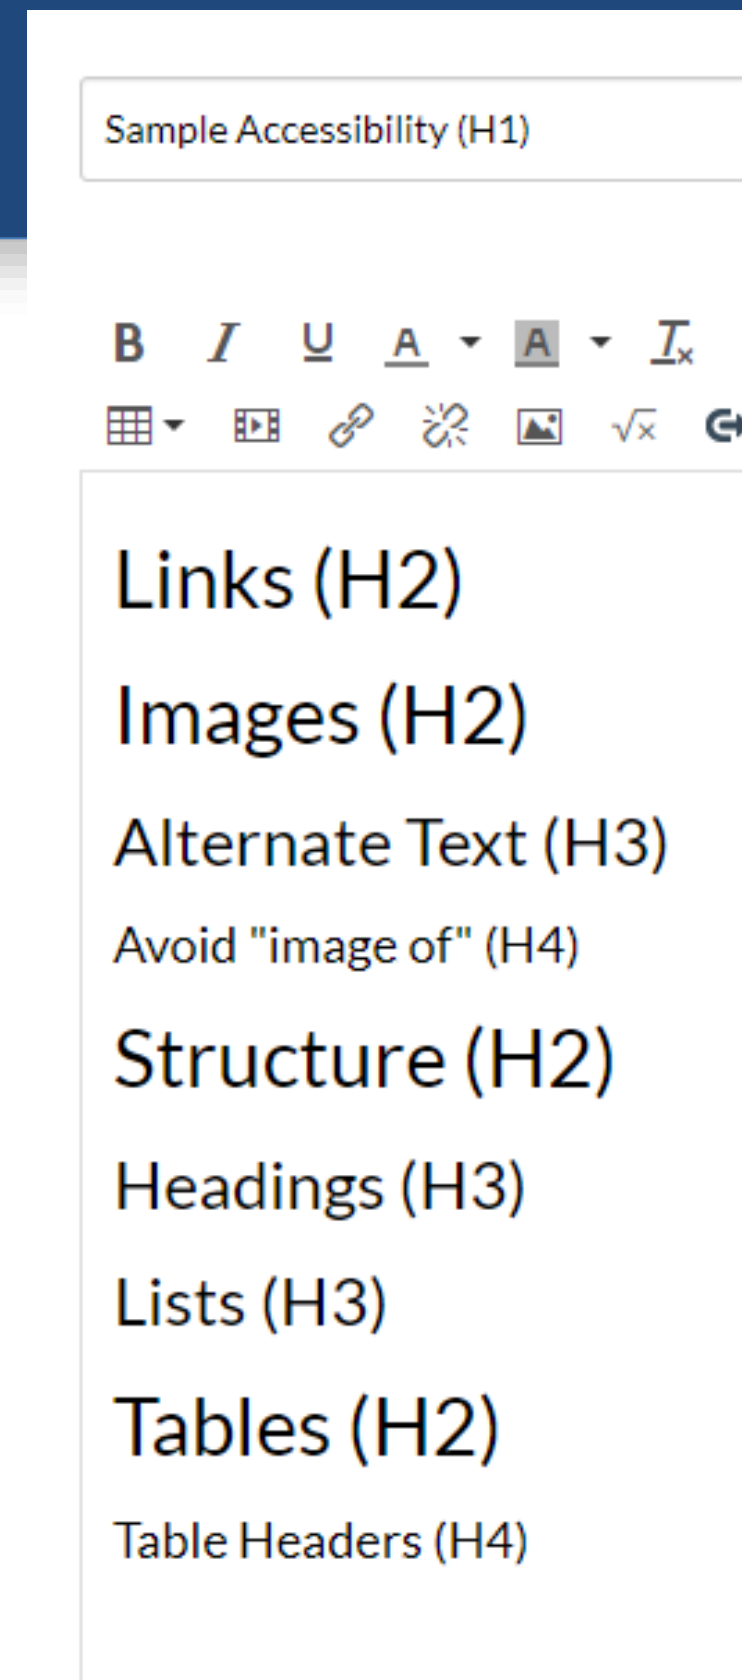 Sample Accessibility (H1)
B I U A A Tx
√x
Links (H2)
Images (H2)
Alternate Text (H3)
Avoid "image of" (H4)
Structure (H2)
Headings (H3)
Lists (H3)
Tables (H2)
Table Headers (H4)